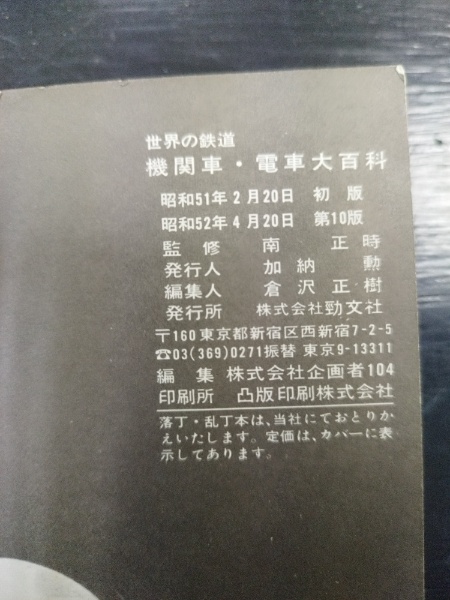 世界の鉄道
機関車・電車大百科
昭和51年2月20日 初 版
昭和52年4月20日 第10版
監 修 南 正 時
発行人 加 納 勲
編集人 倉 沢 正 樹
発行所 株式会社勁文社
〒160東京都新宿区西新宿7-2-5
☎03(369)0271振替 東京9-13311
編 集 株式会社企画者104
印刷所 凸版印刷株式会社
落丁・乱丁本は、当社にておとりか
えいたします。定価は、カバーに表
示してあります。